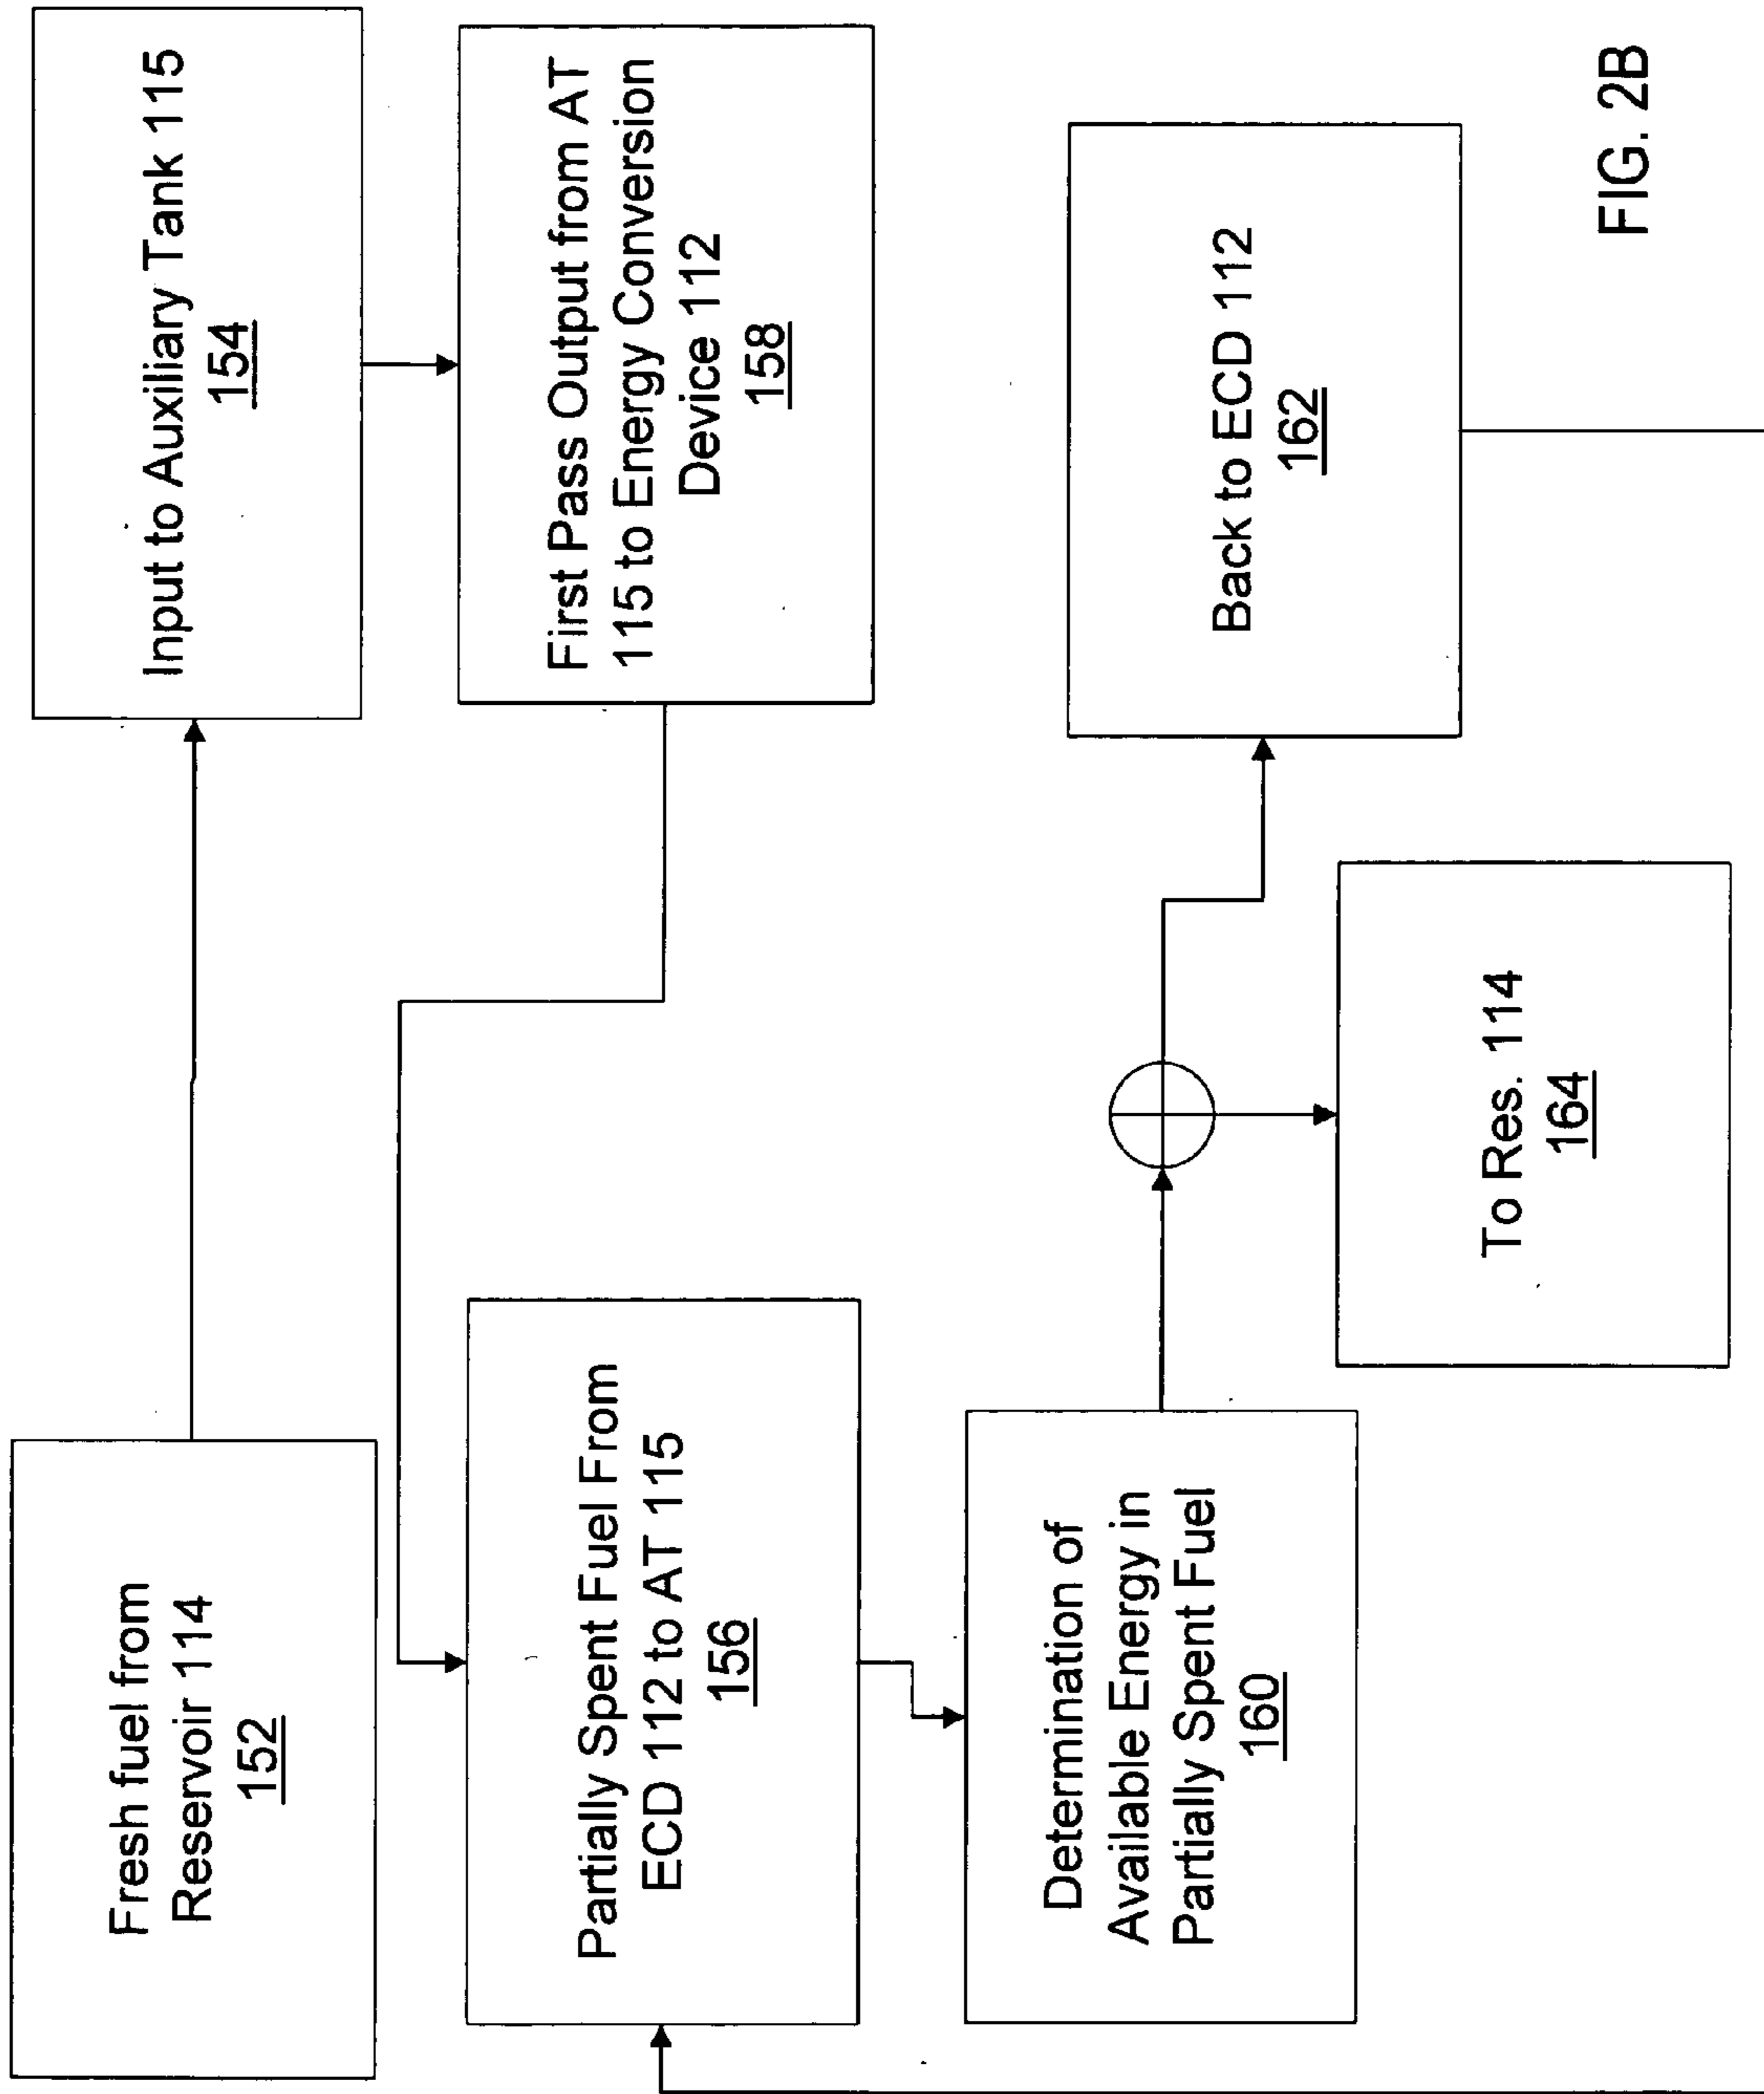 Fresh fuel from
Reservoir 114
152
Input to Auxiliary Tank 115
154
Partially Spent Fuel From
ECD 112 to AT 115
156
First Pass Output from AT
115 to Energy Conversion
Device 112
158
Determination of
Available Energy in
Partially Spent Fuel
160
Back to ECD 112
162
To Res. 114
164
FIG. 2B